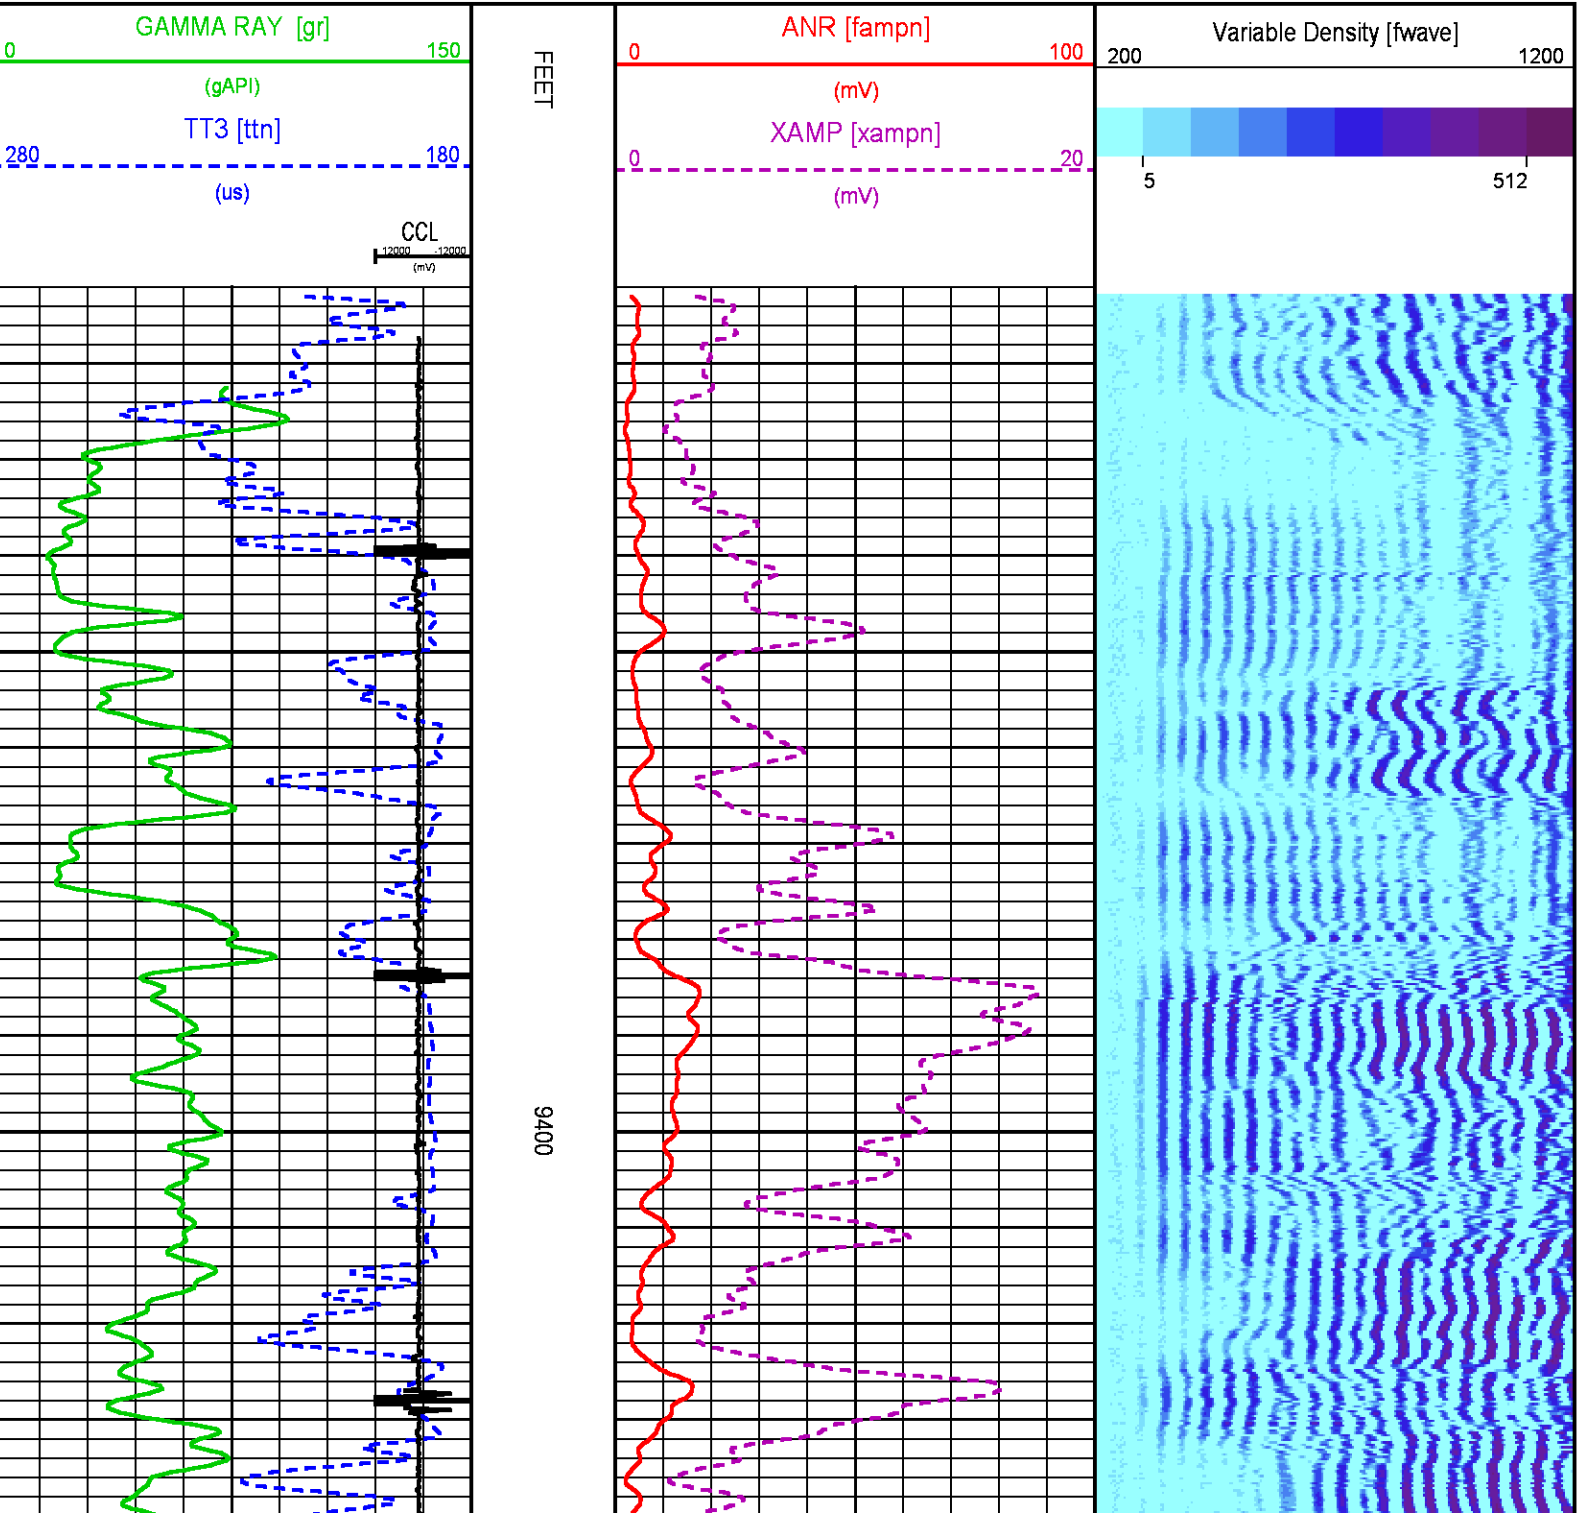 GAMMA RAY [gr]
0 150
(gAPI)
TT3 [ttn]
280 180
(us)
CCL
12000 -12000
(mV)
FEET
9400
ANR [fampn]
0 100
(mV)
XAMP [xampn]
0 20
(mV)
Variable Density [fwave]
200 1200
5 512